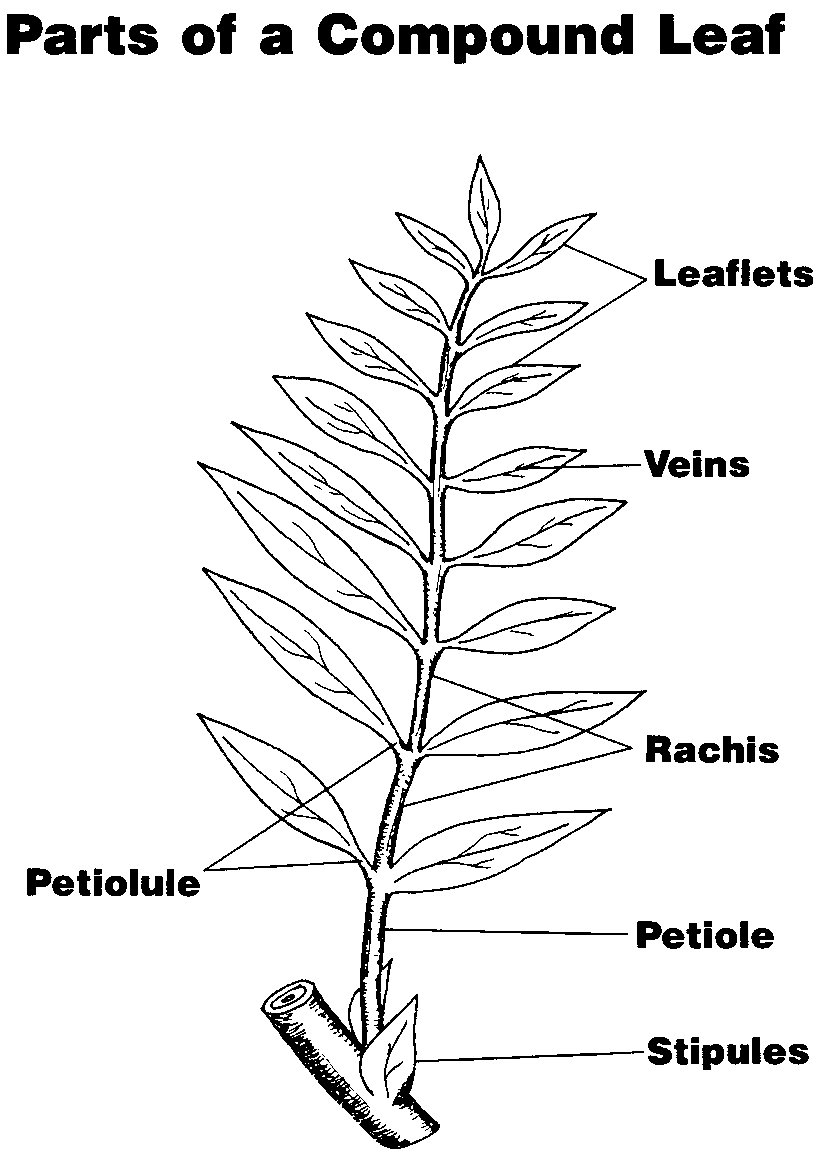 Parts of a Compound Leaf
Leaflets
Veins
Rachis
Petiolule
Petiole
Stipules